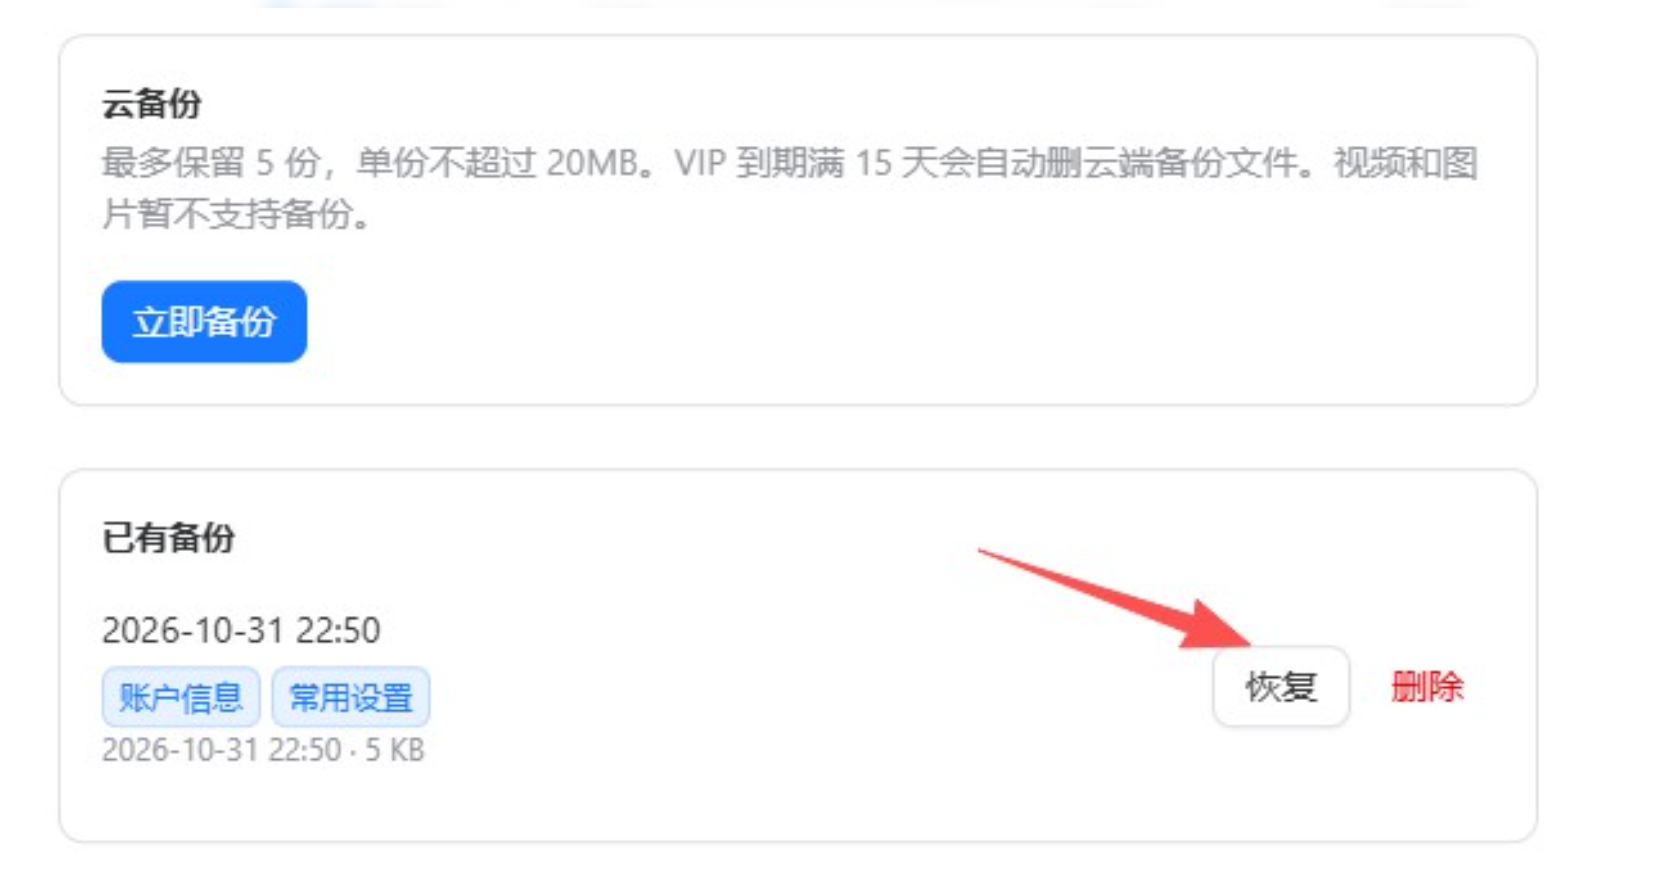 云备份
最多保留 5 份，单份不超过 20MB。VIP 到期满 15 天会自动删云端备份文件。视频和图
片暂不支持备份。
立即备份
已有备份
2026-10-31 22:50
账户信息 常用设置
恢复 删除
2026-10-31 22:50 · 5 KB